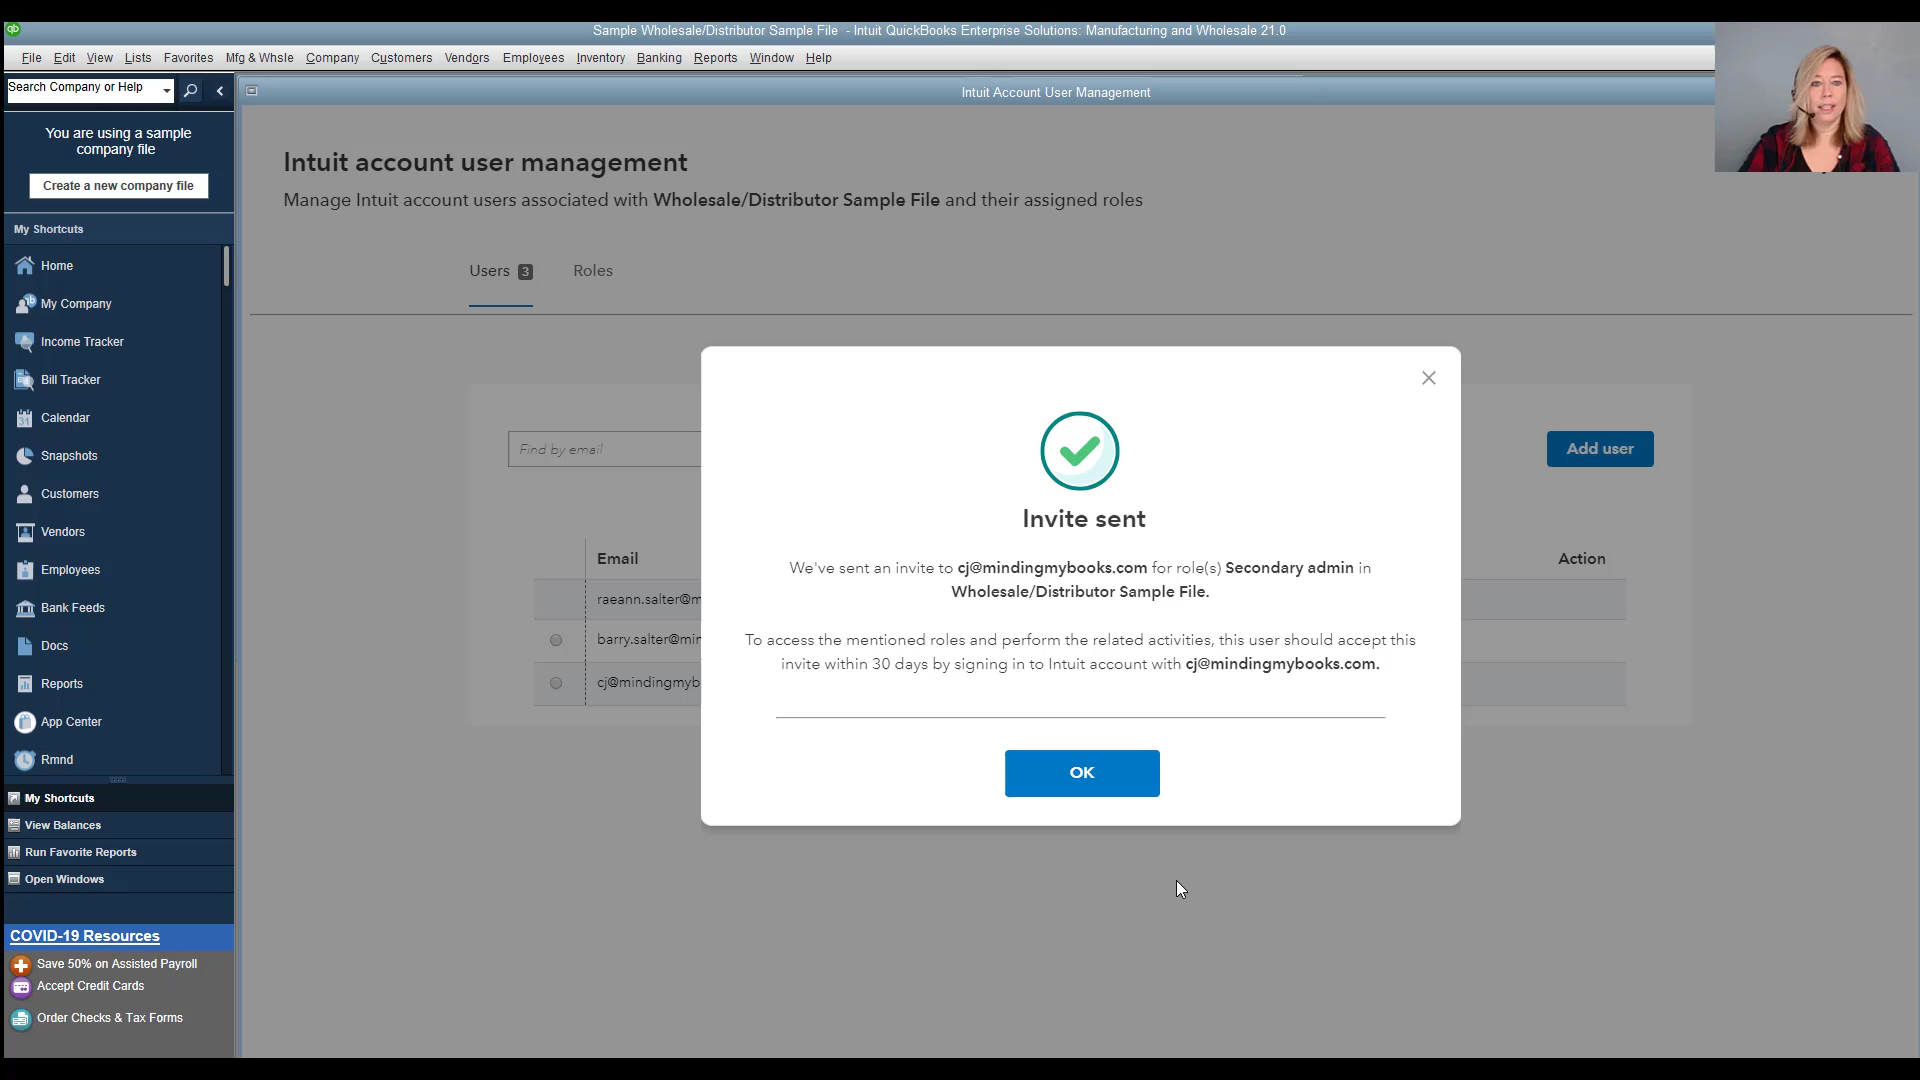 Sample Wholesale/Distributor Sample File - Intuit QuickBooks Enterprise Solutions: Manufacturing and Wholesale 21.0
File Edit View Lists Favorites Mfg & Whsle Company Customers Vendors Employees Inventory Banking Reports Window Help
Search Company or Help
Intuit Account User Management
You are using a sample
company file
Create a new company file
My Shortcuts
Home
My Company
Income Tracker
Bill Tracker
Calendar
Snapshots
Customers
Vendors
Employees
Bank Feeds
Docs
Reports
App Center
Rmnd
My Shortcuts
View Balances
Run Favorite Reports
Open Windows
COVID-19 Resources
Save 50% on Assisted Payroll
Accept Credit Cards
Order Checks & Tax Forms
Intuit account user management
Manage Intuit account users associated with Wholesale/Distributor Sample File and their assigned roles
Users 3 Roles
Find by email
Add user
Email
Action
raeann.salter@m
barry.salter@min
cj@mindingmyb
Invite sent
We've sent an invite to cj@mindingmybooks.com for role(s) Secondary admin in
Wholesale/Distributor Sample File.
To access the mentioned roles and perform the related activities, this user should accept this
invite within 30 days by signing in to Intuit account with cj@mindingmybooks.com.
OK